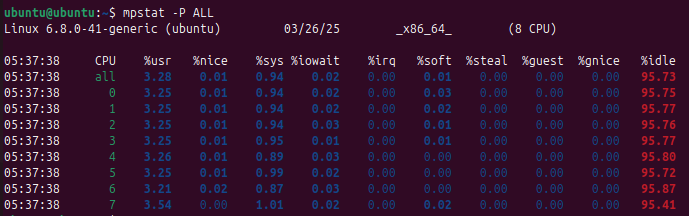 ubuntu@ubuntu:~$ mpstat -P ALL
Linux 6.8.0-41-generic (ubuntu) 03/26/25 _x86_64_ (8 CPU)
05:37:38 CPU %usr %nice %sys %iowait %irq %soft %steal %guest %gnice %idle
05:37:38 all 3.28 0.01 0.94 0.02 0.00 0.01 0.00 0.00 0.00 95.73
05:37:38 0 3.25 0.01 0.94 0.02 0.00 0.03 0.00 0.00 0.00 95.75
05:37:38 1 3.25 0.01 0.94 0.02 0.00 0.02 0.00 0.00 0.00 95.77
05:37:38 2 3.25 0.01 0.94 0.03 0.00 0.01 0.00 0.00 0.00 95.76
05:37:38 3 3.25 0.01 0.95 0.01 0.00 0.01 0.00 0.00 0.00 95.77
05:37:38 4 3.26 0.01 0.89 0.03 0.00 0.00 0.00 0.00 0.00 95.80
05:37:38 5 3.25 0.01 0.99 0.02 0.00 0.00 0.00 0.00 0.00 95.72
05:37:38 6 3.21 0.02 0.87 0.03 0.00 0.00 0.00 0.00 0.00 95.87
05:37:38 7 3.54 0.00 1.01 0.02 0.00 0.02 0.00 0.00 0.00 95.41